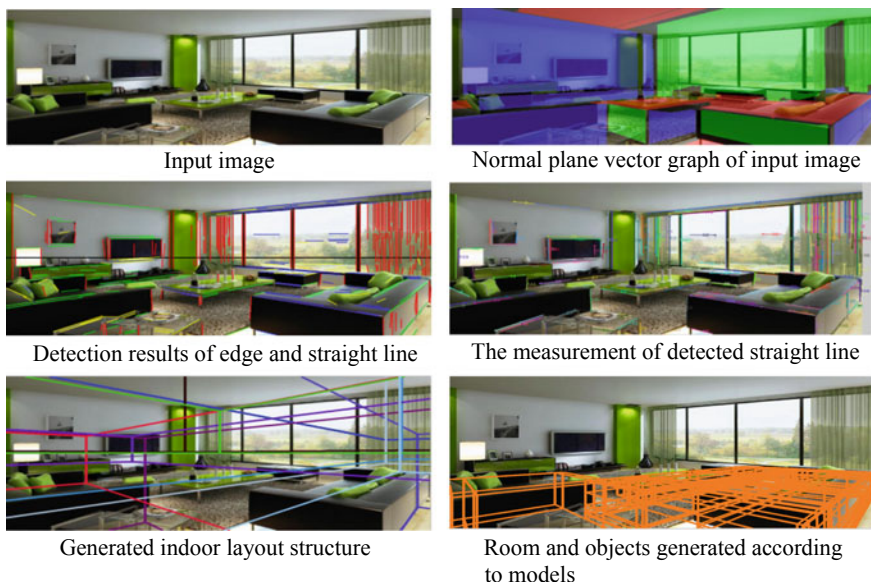 Input image
Normal plane vector graph of input image
Detection results of edge and straight line
The measurement of detected straight line
Generated indoor layout structure
Room and objects generated according
to models